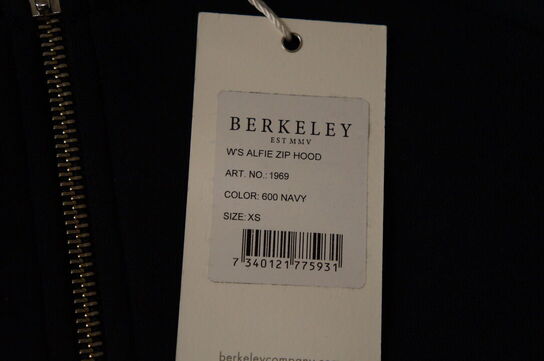 BERKELEY
EST MMV
W'S ALFIE ZIP HOOD
ART. NO.: 1969
COLOR: 600 NAVY
SIZE: XS
7 340121 775931